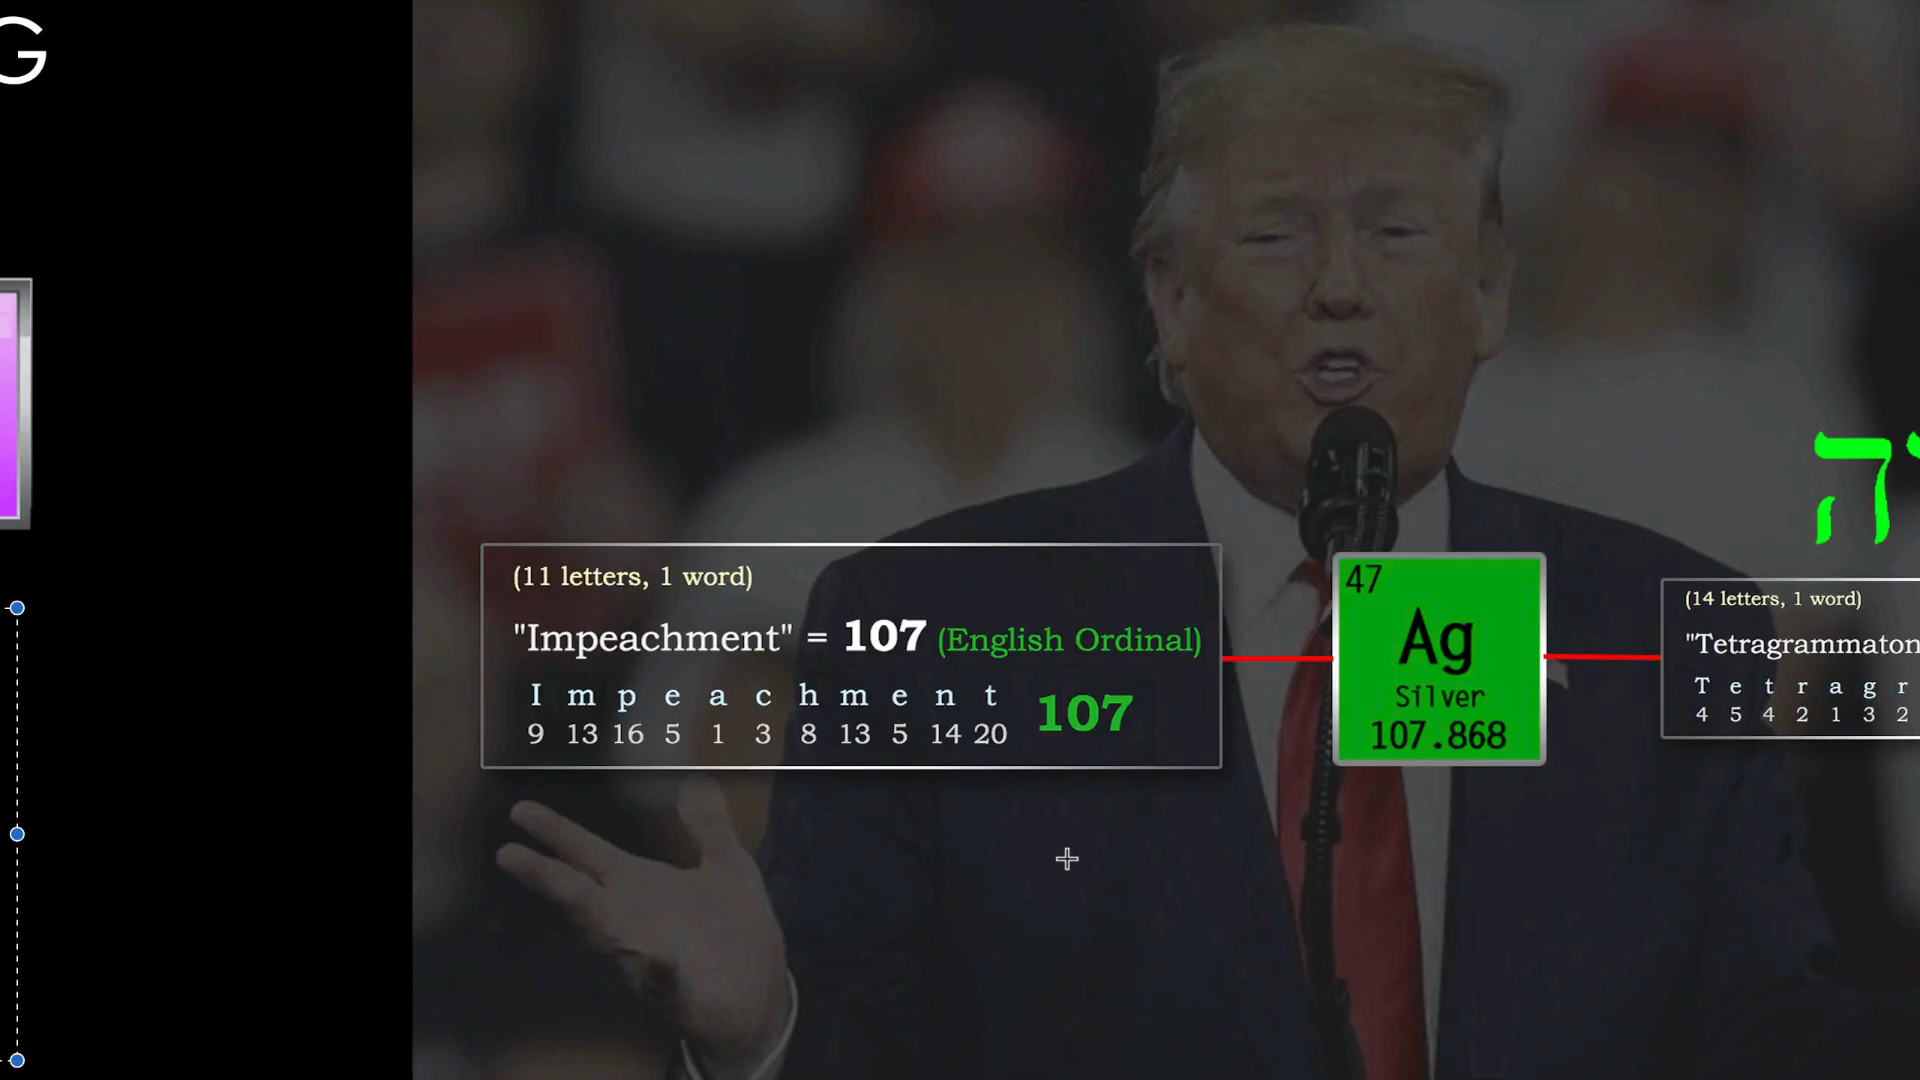 G
(11 letters, 1 word)
"Impeachment" = 107 (English Ordinal)
I m p e a c h m e n t 107
9 13 16 5 1 3 8 13 5 14 20
47
Ag
Silver
107.868
ה
(14 letters, 1 word)
"Tetragrammaton
T e t r a g r
4 5 4 2 1 3 2